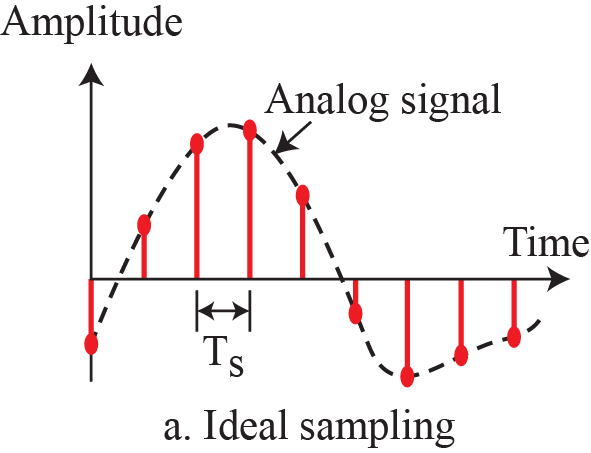 Amplitude
Analog signal
Time
Ts
a. Ideal sampling